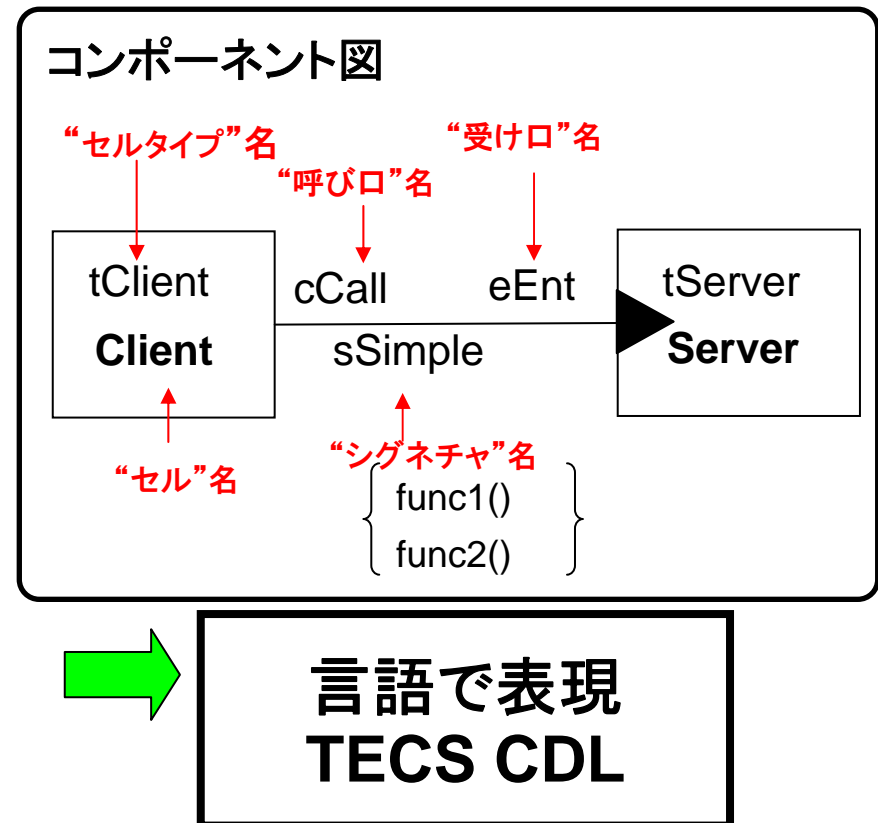 コンポーネント図
“セルタイプ”名
“受け口”名
“呼び口”名
tClient
cCall
eEnt
tServer
Client
sSimple
Server
“セル”名
“シグネチャ”名
func1()
func2()
言語で表現
TECS CDL